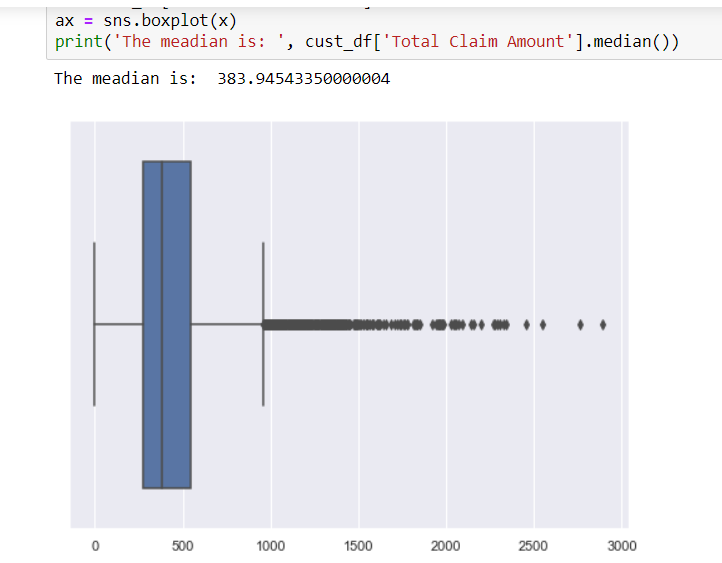 ax = sns.boxplot(x)
print('The meadian is: ', cust_df['Total Claim Amount'].median())
The meadian is:  383.94543350000004
0 500 1000 1500 2000 2500 3000